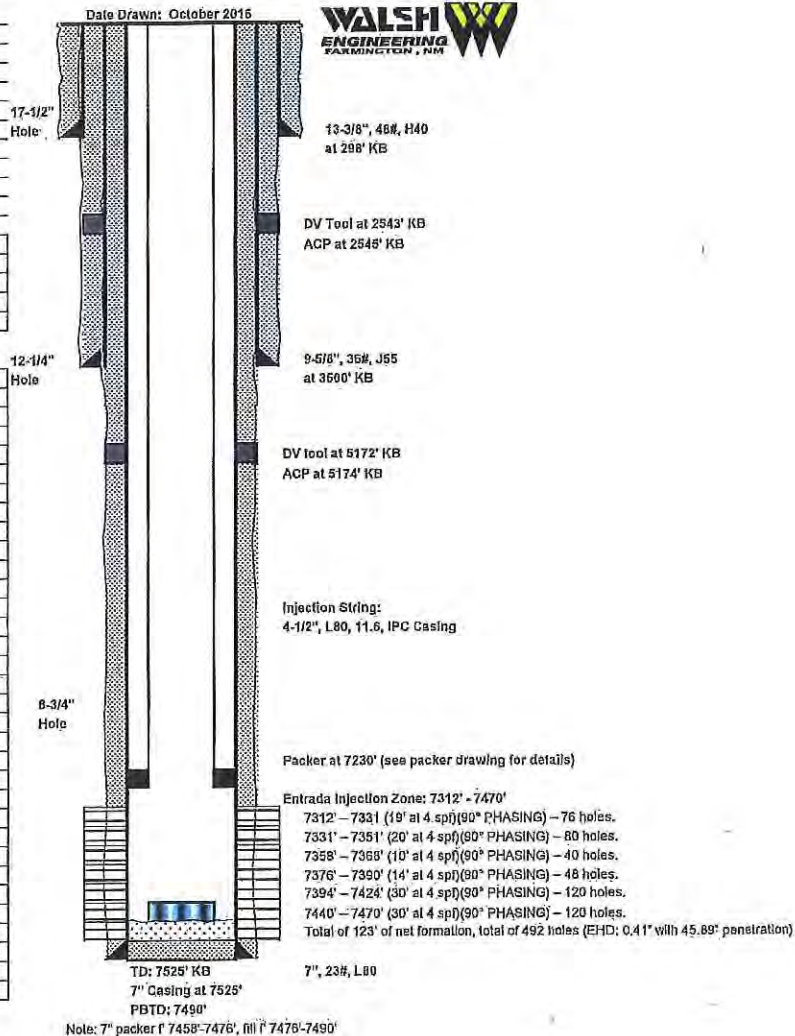 Date Drawn: October 2015
WALSH
ENGINEERING
FARMINGTON, NM
17-1/2"
Hole
13-3/8", 48#, H40
at 298' KB
DV Tool at 2543' KB
ACP at 2545' KB
12-1/4"
Hole
9-5/8", 36#, J55
at 3600' KB
DV tool at 5172' KB
ACP at 5174' KB
Injection String:
4-1/2", L80, 11.6, IPC Casing
8-3/4"
Hole
Packer at 7230' (see packer drawing for details)
Entrada Injection Zone: 7312' - 7470'
7312' – 7331 (19' at 4 spf)(90° PHASING) – 76 holes.
7331' – 7351' (20' at 4 spf)(90° PHASING) – 80 holes.
7358' – 7368' (10' at 4 spf)(90° PHASING) – 40 holes.
7376' – 7390' (14' at 4 spf)(90° PHASING) – 48 holes.
7394' – 7424' (30' at 4 spf)(90° PHASING) – 120 holes.
7440' – 7470' (30' at 4 spf)(90° PHASING) – 120 holes.
Total of 123' of net formation, total of 492 holes (EHD: 0.41" with 45.89" penetration)
TD: 7525' KB
7" Casing at 7525'
PBTD: 7490'
7", 23#, L80
Note: 7" packer f' 7458'-7476', fill f' 7476'-7490'